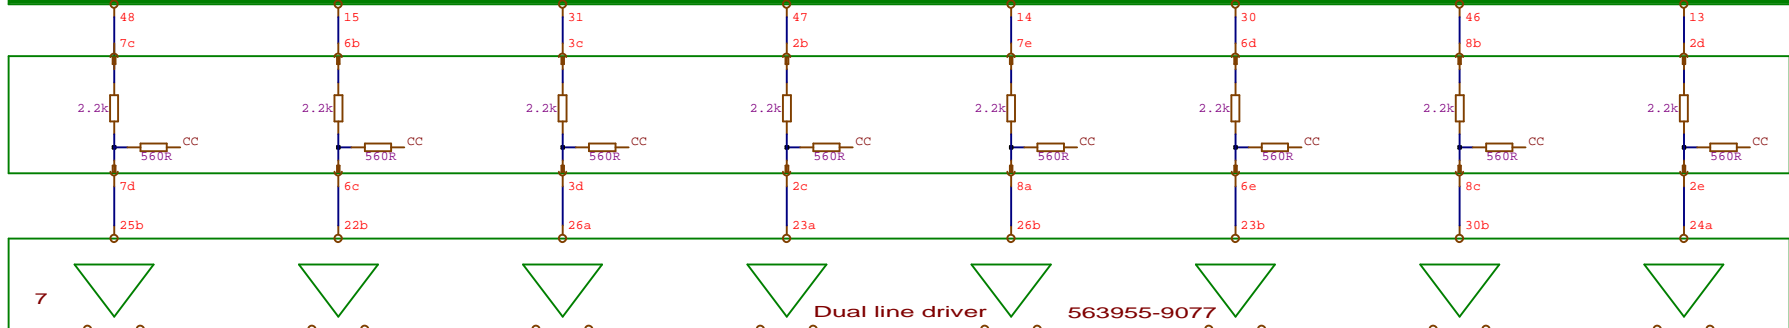 48 15 31 47 14 30 46 13
7c 6b 3c 2b 7e 6d 8b 2d
2.2k 2.2k 2.2k 2.2k 2.2k 2.2k 2.2k 2.2k
CC CC CC CC CC CC CC CC
560R 560R 560R 560R 560R 560R 560R 560R
7d 6c 3d 2c 8a 6e 8c 2e
25b 22b 26a 23a 26b 23b 30b 24a
7
Dual line driver 563955-9077